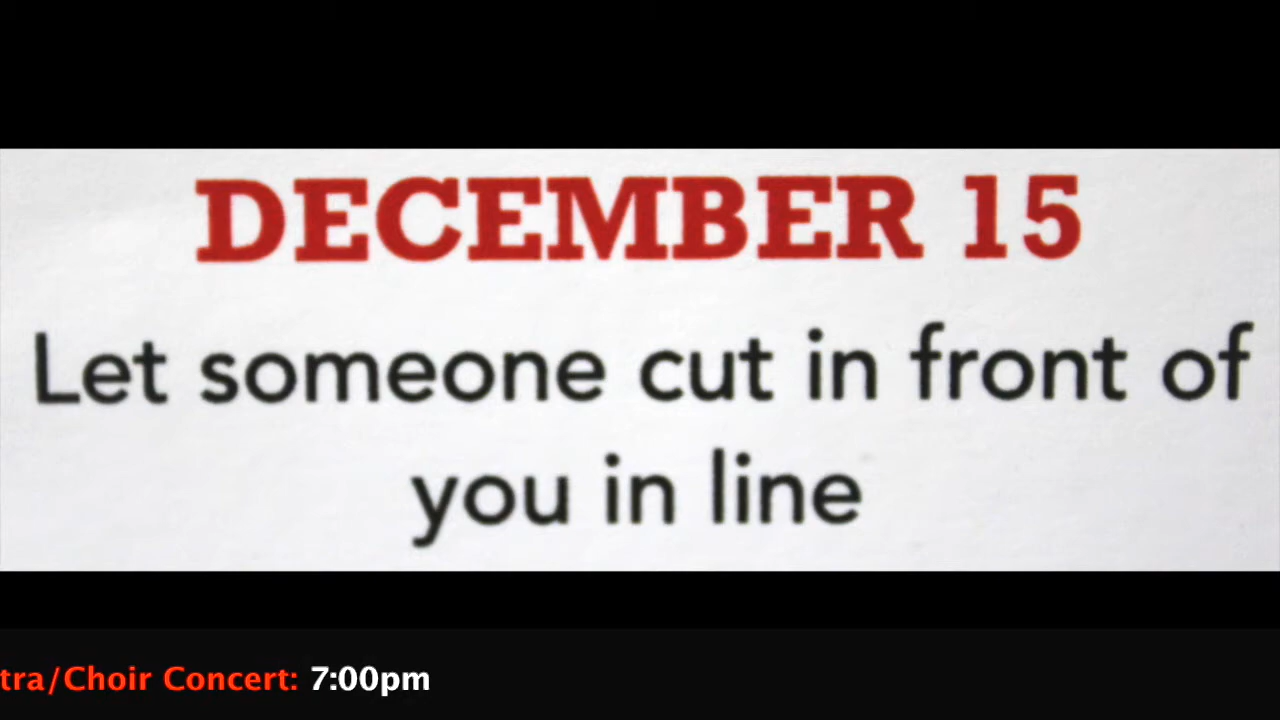 DECEMBER 15
Let someone cut in front of
you in line
tra/Choir Concert: 7:00pm